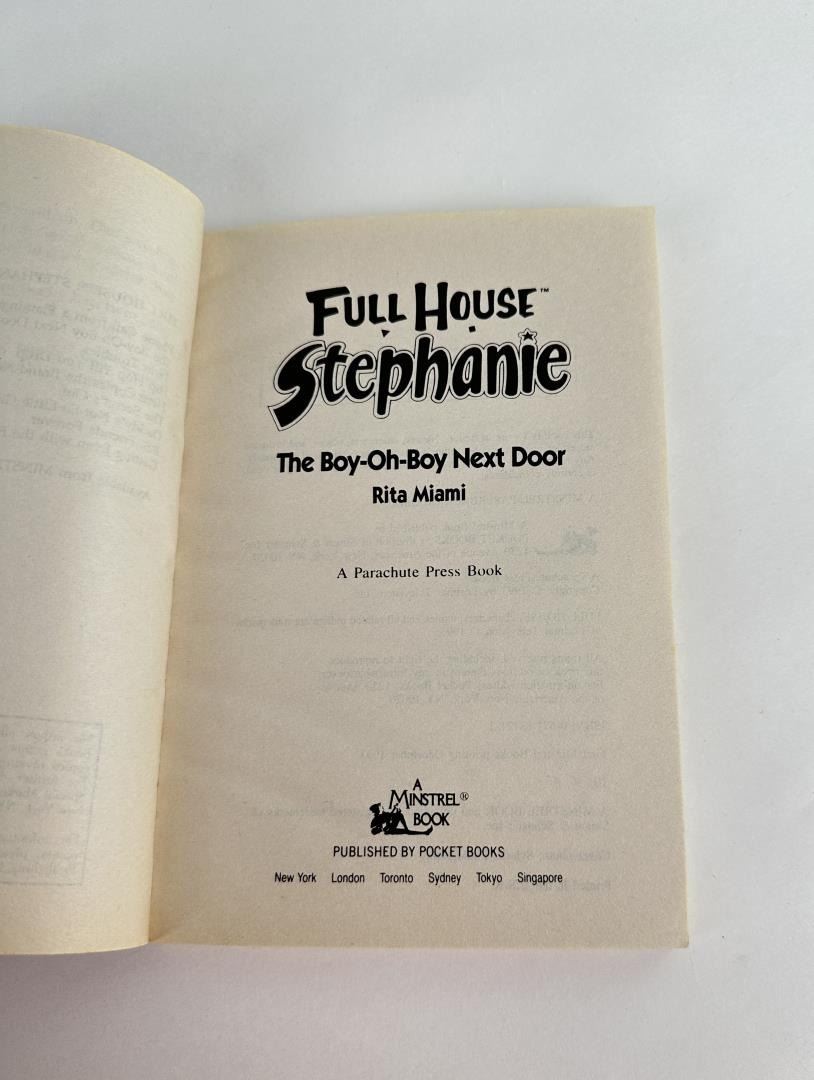 FULL HOUSE™
Stephanie
The Boy-Oh-Boy Next Door
Rita Miami
A Parachute Press Book
A
MINSTREL®
BOOK
PUBLISHED BY POCKET BOOKS
New York London Toronto Sydney Tokyo Singapore